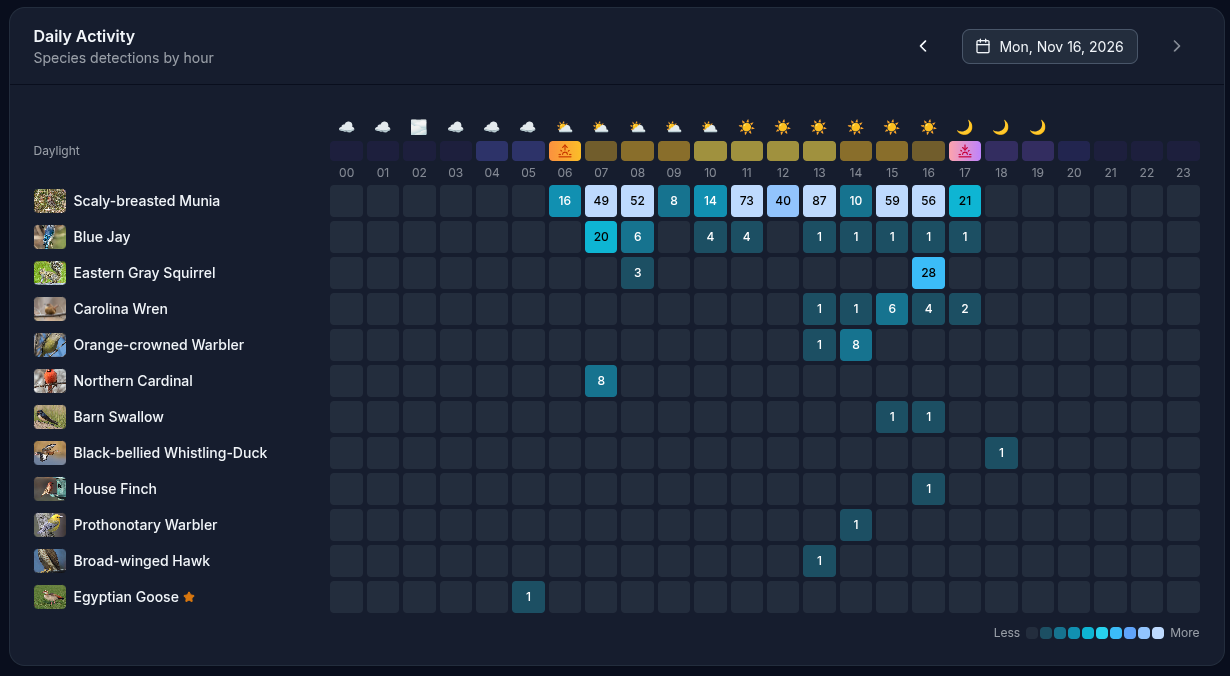 Daily Activity
Species detections by hour
Mon, Nov 16, 2026
Daylight
00 01 02 03 04 05 06 07 08 09 10 11 12 13 14 15 16 17 18 19 20 21 22 23
Scaly-breasted Munia 16 49 52 8 14 73 40 87 10 59 56 21
Blue Jay 20 6 4 4 1 1 1 1 1
Eastern Gray Squirrel 3 28
Carolina Wren 1 1 6 4 2
Orange-crowned Warbler 1 8
Northern Cardinal 8
Barn Swallow 1 1
Black-bellied Whistling-Duck 1
House Finch 1
Prothonotary Warbler 1
Broad-winged Hawk 1
Egyptian Goose 1
Less More